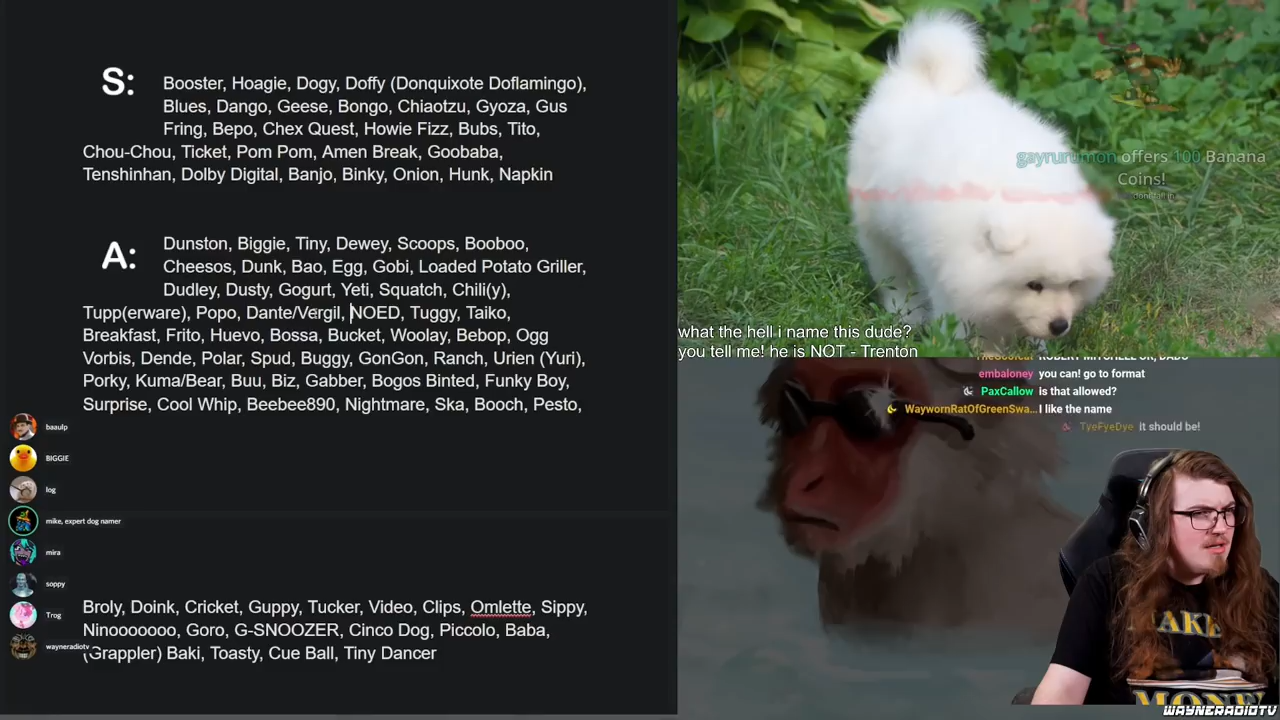 S:
Booster, Hoagie, Dogy, Doffy (Donquixote Doflamingo),
Blues, Dango, Geese, Bongo, Chiaotzu, Gyoza, Gus
Fring, Bepo, Chex Quest, Howie Fizz, Bubs, Tito,
Chou-Chou, Ticket, Pom Pom, Amen Break, Goobaba,
Tenshinhan, Dolby Digital, Banjo, Binky, Onion, Hunk, Napkin
A:
Dunston, Biggie, Tiny, Dewey, Scoops, Booboo,
Cheesos, Dunk, Bao, Egg, Gobi, Loaded Potato Griller,
Dudley, Dusty, Gogurt, Yeti, Squatch, Chili(y),
Tupp(erware), Popo, Dante/Vergil, NOED, Tuggy, Taiko,
Breakfast, Frito, Huevo, Bossa, Bucket, Woolay, Bebop, Ogg
Vorbis, Dende, Polar, Spud, Buggy, GonGon, Ranch, Urien (Yuri),
Porky, Kuma/Bear, Buu, Biz, Gabber, Bogos Binted, Funky Boy,
Surprise, Cool Whip, Beebee890, Nightmare, Ska, Booch, Pesto,
baaulp
BIGGIE
log
mike, expert dog namer
mira
soppy
Trog
wayneradiotv
Broly, Doink, Cricket, Guppy, Tucker, Video, Clips, Omlette, Sippy,
Ninooooooo, Goro, G-SNOOZER, Cinco Dog, Piccolo, Baba,
(Grappler) Baki, Toasty, Cue Ball, Tiny Dancer
gayrurumon offers 100 Banana
Coins!
what the hell i name this dude?
you tell me! he is NOT - Trenton
embaloney you can! go to format
PaxCallow is that allowed?
WaywornRatOfGreenSwa... I like the name
TyeFyeDye it should be!
MAKE
MONEY
WAYNERADIOTV